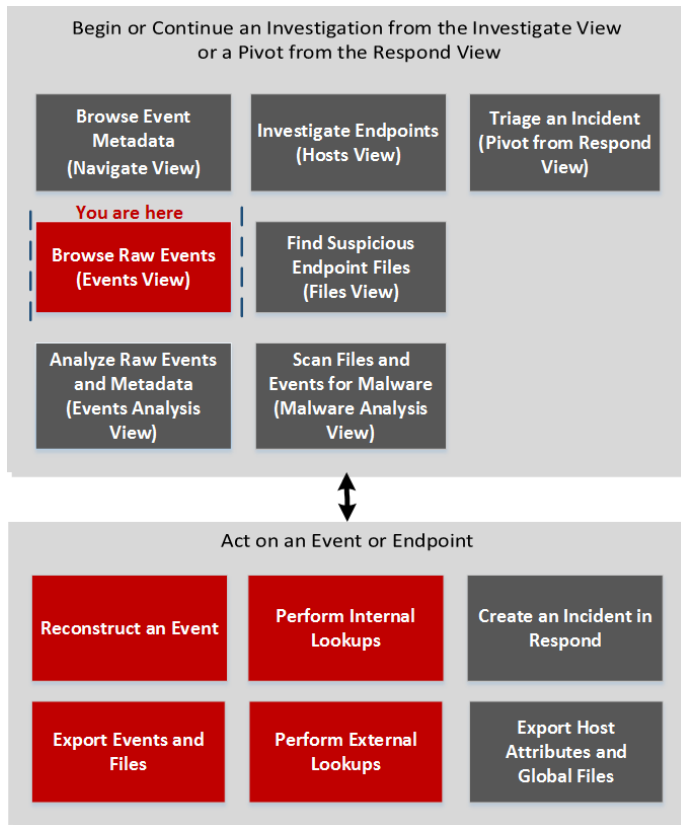 Begin or Continue an Investigation from the Investigate View
or a Pivot from the Respond View
Browse Event
Metadata
(Navigate View)
Investigate Endpoints
(Hosts View)
Triage an Incident
(Pivot from Respond
View)
You are here
Browse Raw Events
(Events View)
Find Suspicious
Endpoint Files
(Files View)
Analyze Raw Events
and Metadata
(Events Analysis
View)
Scan Files and
Events for Malware
(Malware Analysis
View)
Act on an Event or Endpoint
Reconstruct an Event
Perform Internal
Lookups
Create an Incident in
Respond
Export Events and
Files
Perform External
Lookups
Export Host
Attributes and
Global Files